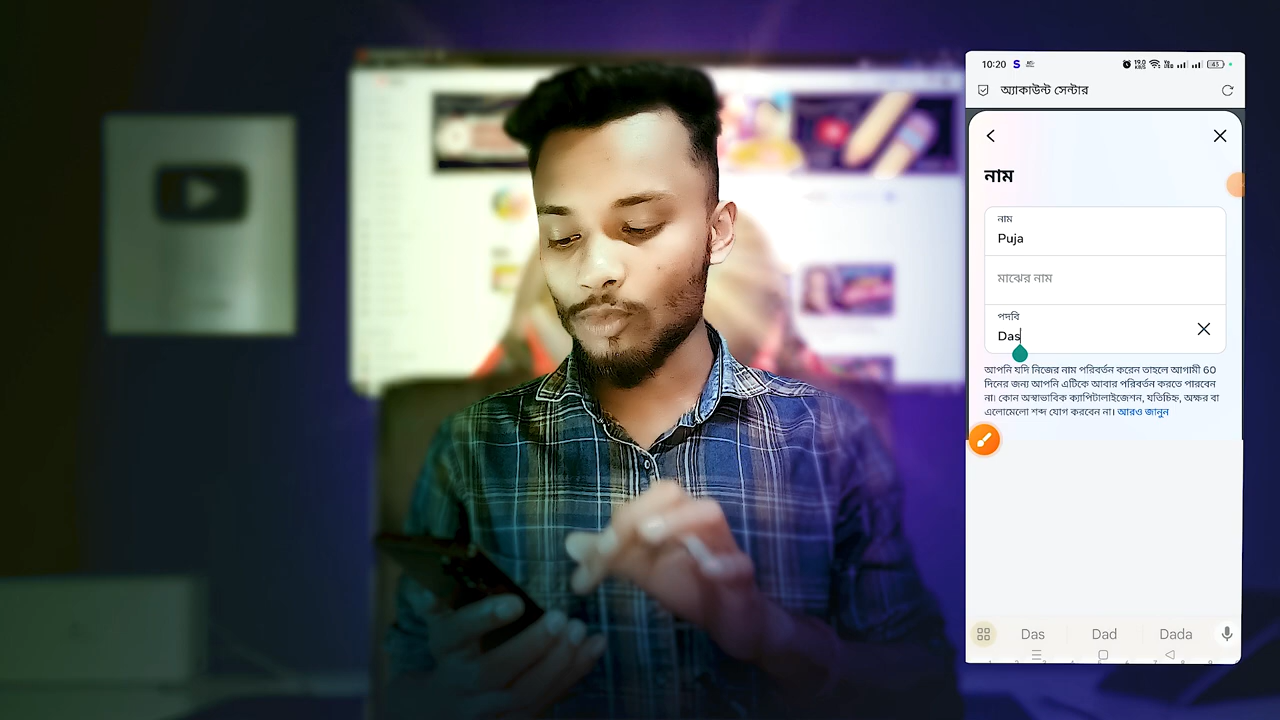 10:20
অ্যাকাউন্ট সেন্টার
নাম
নাম
Puja
মাঝের নাম
পদবি
Das
আপনি যদি নিজের নাম পরিবর্তন করেন তাহলে আগামী 60
দিনের জন্য আপনি এটিকে আবার পরিবর্তন করতে পারবেন
না। কোন অস্বাভাবিক ক্যাপিটালাইজেশন, যতিচিহ্ন, অক্ষর বা
এলোমেলো শব্দ যোগ করবেন না। আরও জানুন
Das Dad Dada